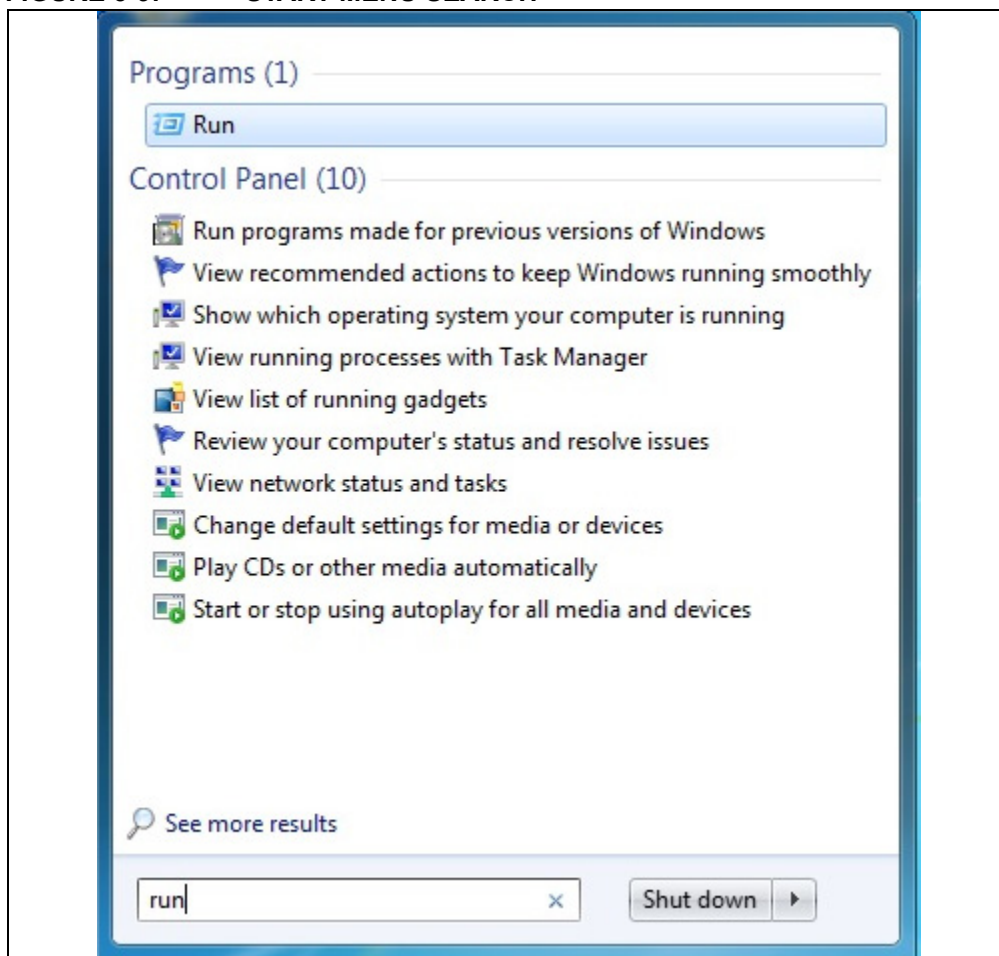 Programs (1)
Run
Control Panel (10)
Run programs made for previous versions of Windows
View recommended actions to keep Windows running smoothly
Show which operating system your computer is running
View running processes with Task Manager
View list of running gadgets
Review your computer's status and resolve issues
View network status and tasks
Change default settings for media or devices
Play CDs or other media automatically
Start or stop using autoplay for all media and devices
See more results
run
Shut down